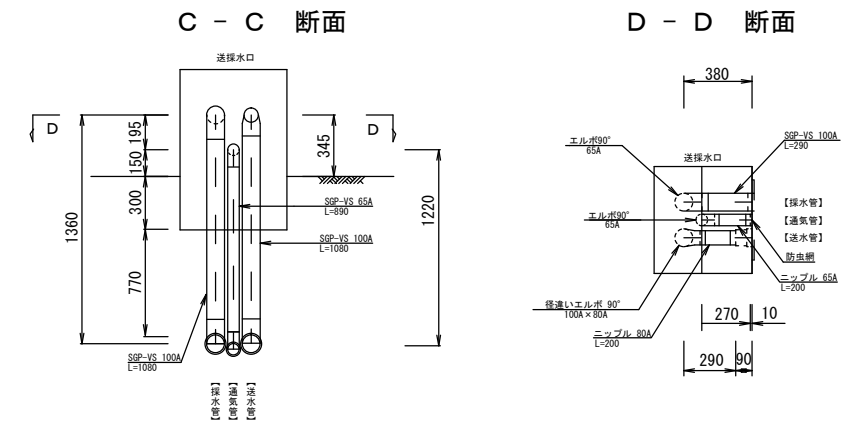 C － C 断面
送採水口
D
D
195
150
300
770
1360
345
1220
SGP-VS 65A
L=890
SGP-VS 100A
L=1080
SGP-VS 100A
L=1080
【採水管】
【通気管】
【送水管】
D － D 断面
380
エルボ90°
65A
SGP-VS 100A
L=290
送採水口
【採水管】
【通気管】
【送水管】
エルボ90°
65A
防虫網
ニップル 65A
L=200
径違いエルボ 90°
100A×80A
ニップル 80A
L=200
270
10
290
90